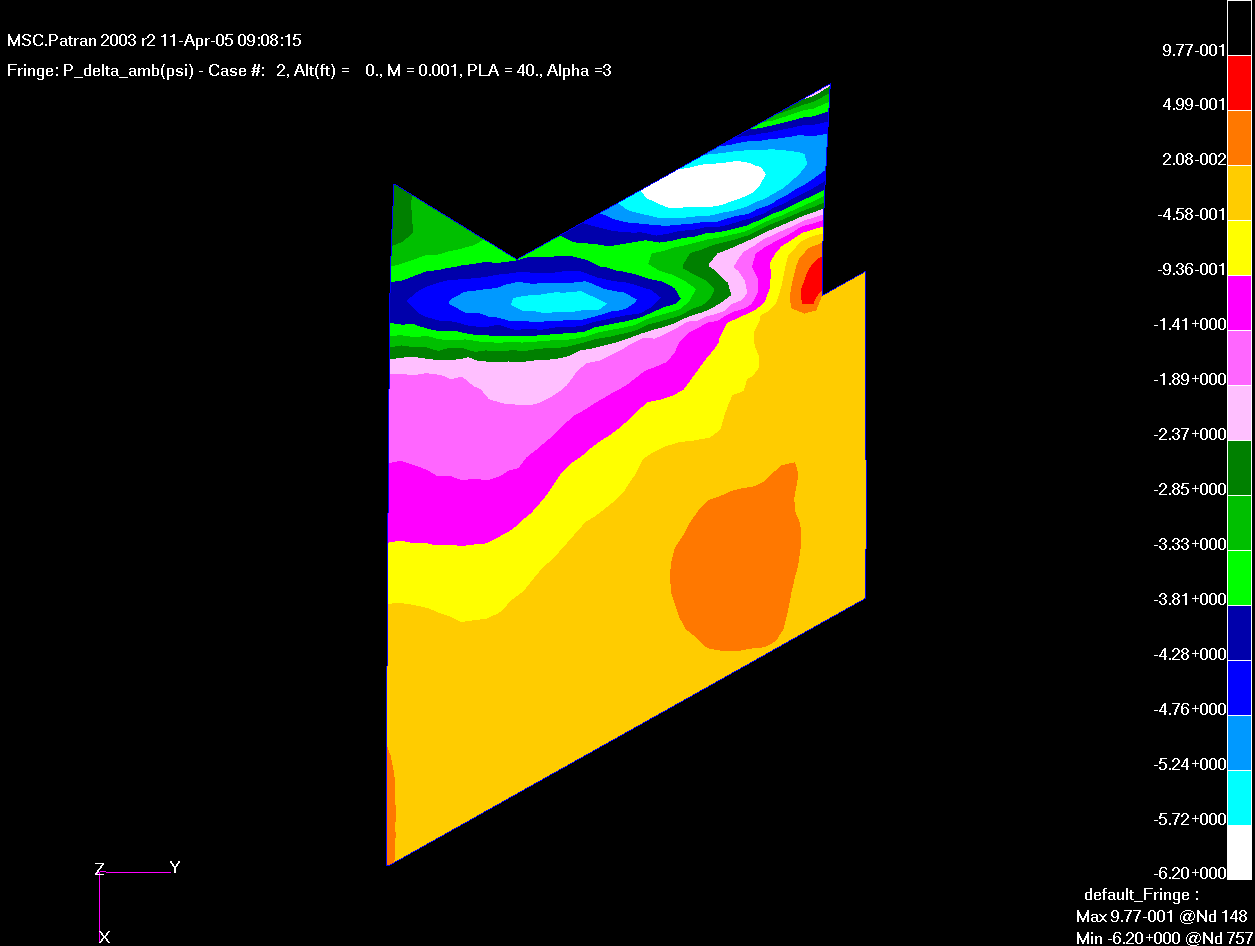 MSC.Patran 2003 r2 11-Apr-05 09:08:15
Fringe: P_delta_amb(psi) - Case #: 2, Alt(ft) = 0., M = 0.001, PLA = 40., Alpha =3
9.77-001
4.99-001
2.08-002
-4.58-001
-9.36-001
-1.41+000
-1.89+000
-2.37+000
-2.85+000
-3.33+000
-3.81+000
-4.28+000
-4.76+000
-5.24+000
-5.72+000
-6.20+000
Z Y
X
default_Fringe :
Max 9.77-001 @Nd 148
Min -6.20+000 @Nd 757